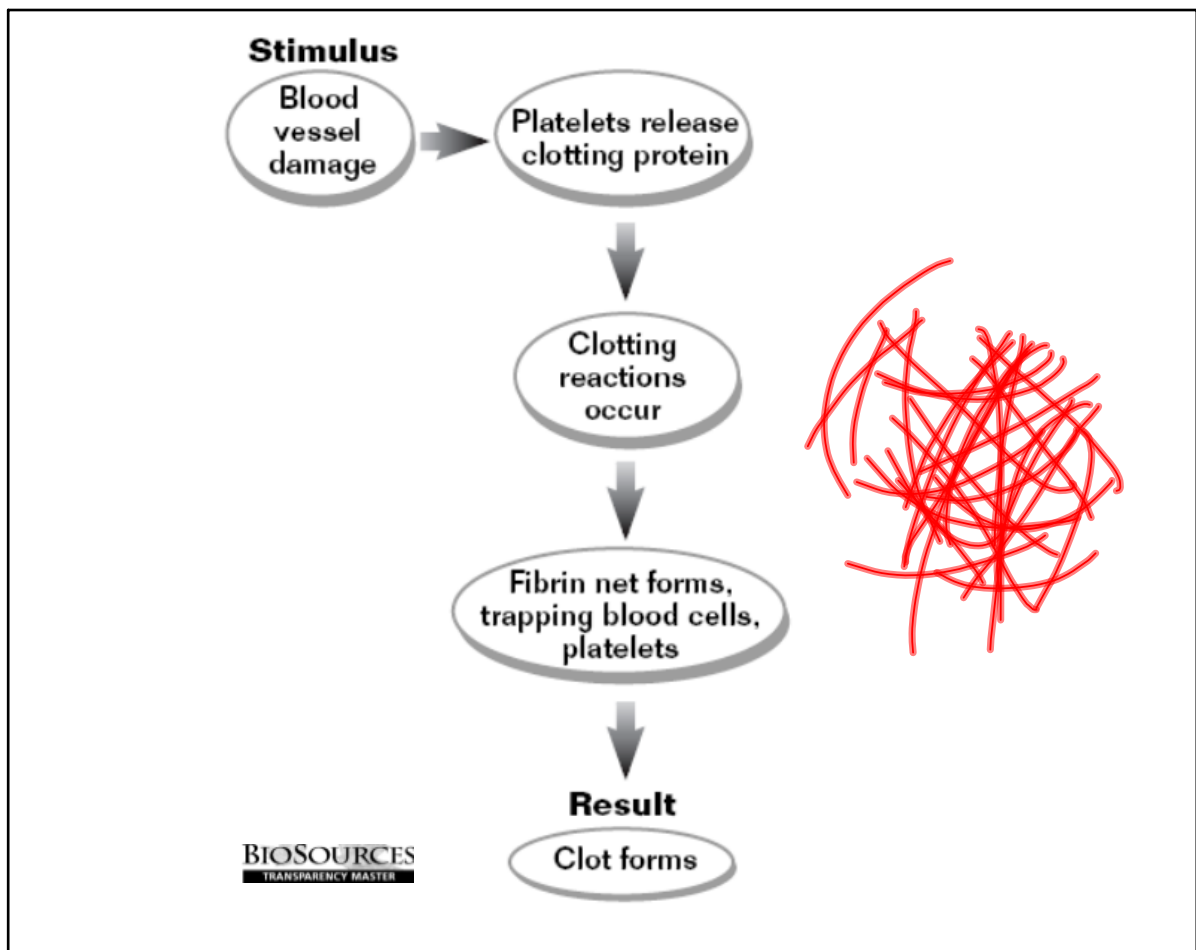 Stimulus
Blood
vessel
damage
Platelets release
clotting protein
Clotting
reactions
occur
Fibrin net forms,
trapping blood cells,
platelets
Result
Clot forms
BIOSOURCES
TRANSPARENCY MASTER